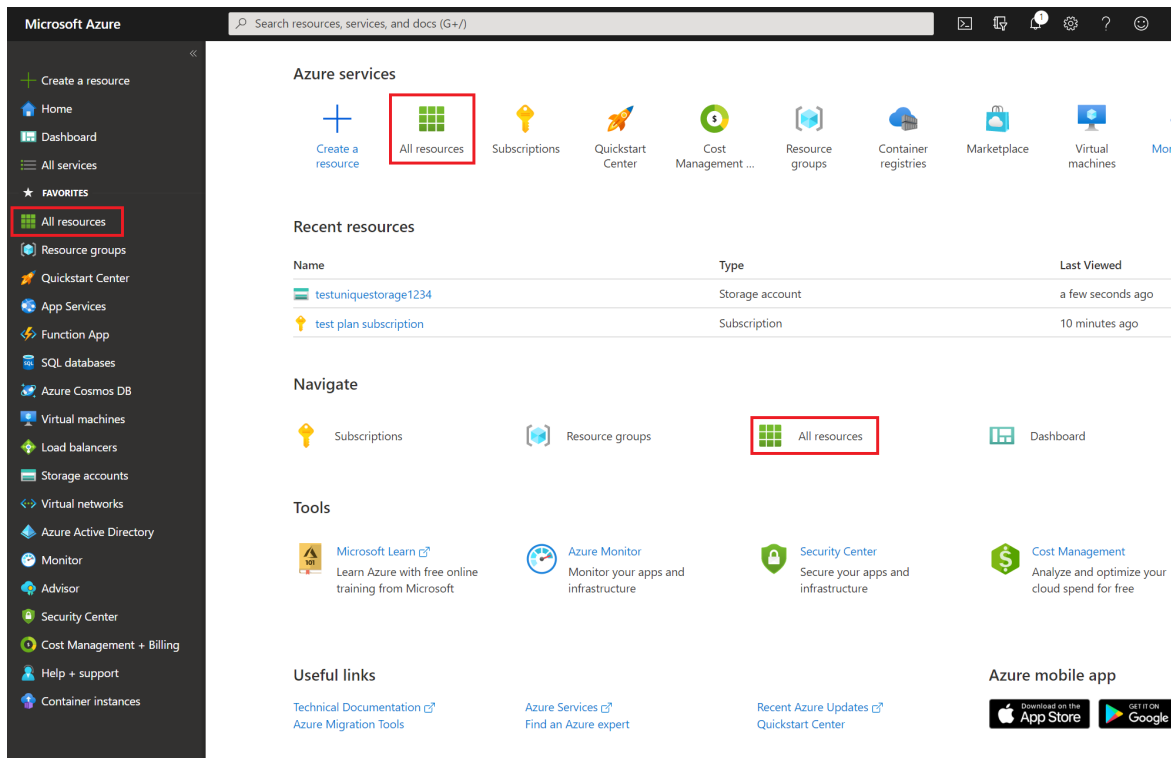 Microsoft Azure
Search resources, services, and docs (G+/)
1
«
Create a resource
Home
Dashboard
All services
FAVORITES
All resources
Resource groups
Quickstart Center
App Services
Function App
SQL databases
Azure Cosmos DB
Virtual machines
Load balancers
Storage accounts
Virtual networks
Azure Active Directory
Monitor
Advisor
Security Center
Cost Management + Billing
Help + support
Container instances
Azure services
Create a resource
All resources
Subscriptions
Quickstart Center
Cost Management ...
Resource groups
Container registries
Marketplace
Virtual machines
Mor
Recent resources
Name Type Last Viewed
testuniquestorage1234 Storage account a few seconds ago
test plan subscription Subscription 10 minutes ago
Navigate
Subscriptions Resource groups All resources Dashboard
Tools
Microsoft Learn
Learn Azure with free online
training from Microsoft
Azure Monitor
Monitor your apps and
infrastructure
Security Center
Secure your apps and
infrastructure
Cost Management
Analyze and optimize your
cloud spend for free
Useful links
Technical Documentation Azure Services Recent Azure Updates
Azure Migration Tools Find an Azure expert Quickstart Center
Azure mobile app
Download on the
App Store
GET IT ON
Google